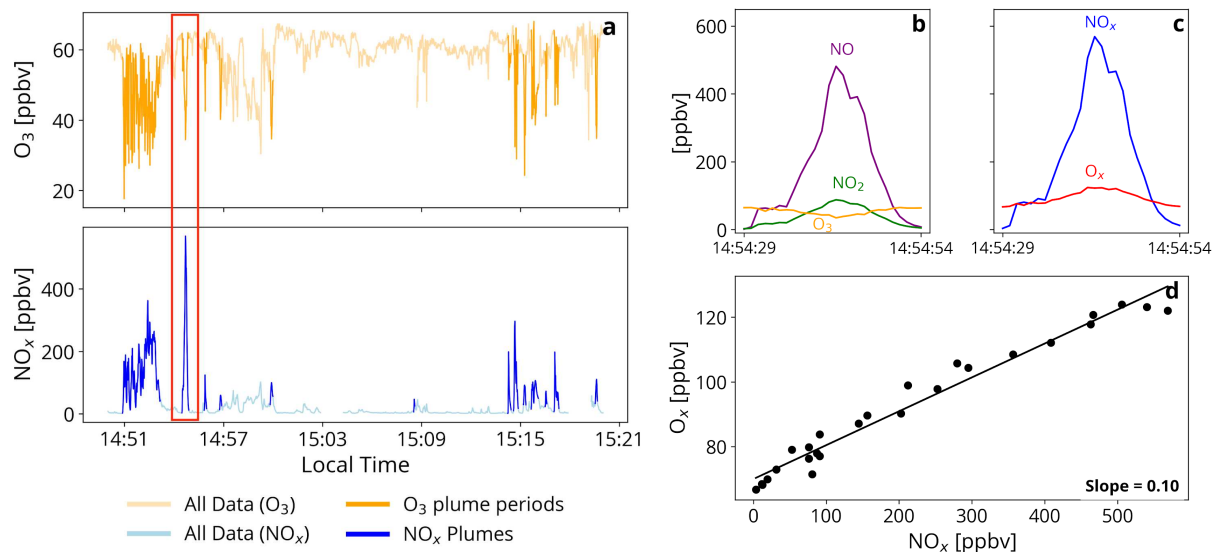 a
O₃ [ppbv]
60
40
20
NOₓ [ppbv]
400
200
0
14:51 14:57 15:03 15:09 15:15 15:21
Local Time
All Data (O₃) O₃ plume periods
All Data (NOₓ) NOₓ Plumes
b
[ppbv]
600
400
200
0
NO
NO₂
O₃
14:54:29 14:54:54
c
NOₓ
Oₓ
14:54:29 14:54:54
d
Oₓ [ppbv]
120
100
80
Slope = 0.10
0 100 200 300 400 500
NOₓ [ppbv]